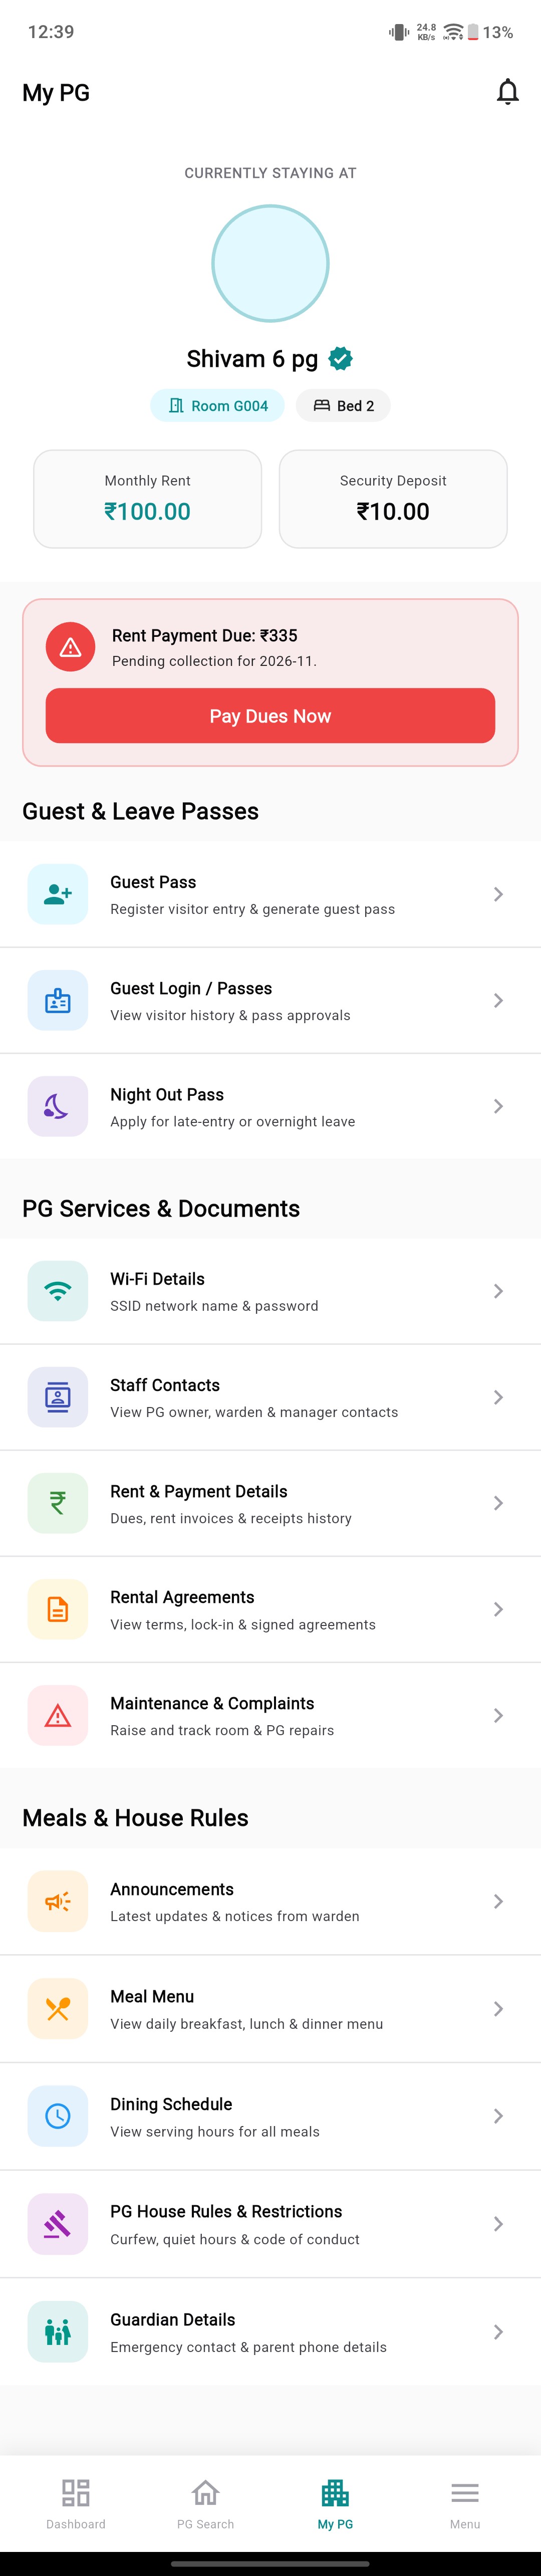 12:39
24.8
KB/s
13%
My PG
CURRENTLY STAYING AT
Shivam 6 pg
Room G004
Bed 2
Monthly Rent
₹100.00
Security Deposit
₹10.00
Rent Payment Due: ₹335
Pending collection for 2026-11.
Pay Dues Now
Guest & Leave Passes
Guest Pass
Register visitor entry & generate guest pass
Guest Login / Passes
View visitor history & pass approvals
Night Out Pass
Apply for late-entry or overnight leave
PG Services & Documents
Wi-Fi Details
SSID network name & password
Staff Contacts
View PG owner, warden & manager contacts
₹
Rent & Payment Details
Dues, rent invoices & receipts history
Rental Agreements
View terms, lock-in & signed agreements
Maintenance & Complaints
Raise and track room & PG repairs
Meals & House Rules
Announcements
Latest updates & notices from warden
Meal Menu
View daily breakfast, lunch & dinner menu
Dining Schedule
View serving hours for all meals
PG House Rules & Restrictions
Curfew, quiet hours & code of conduct
Guardian Details
Emergency contact & parent phone details
Dashboard
PG Search
My PG
Menu